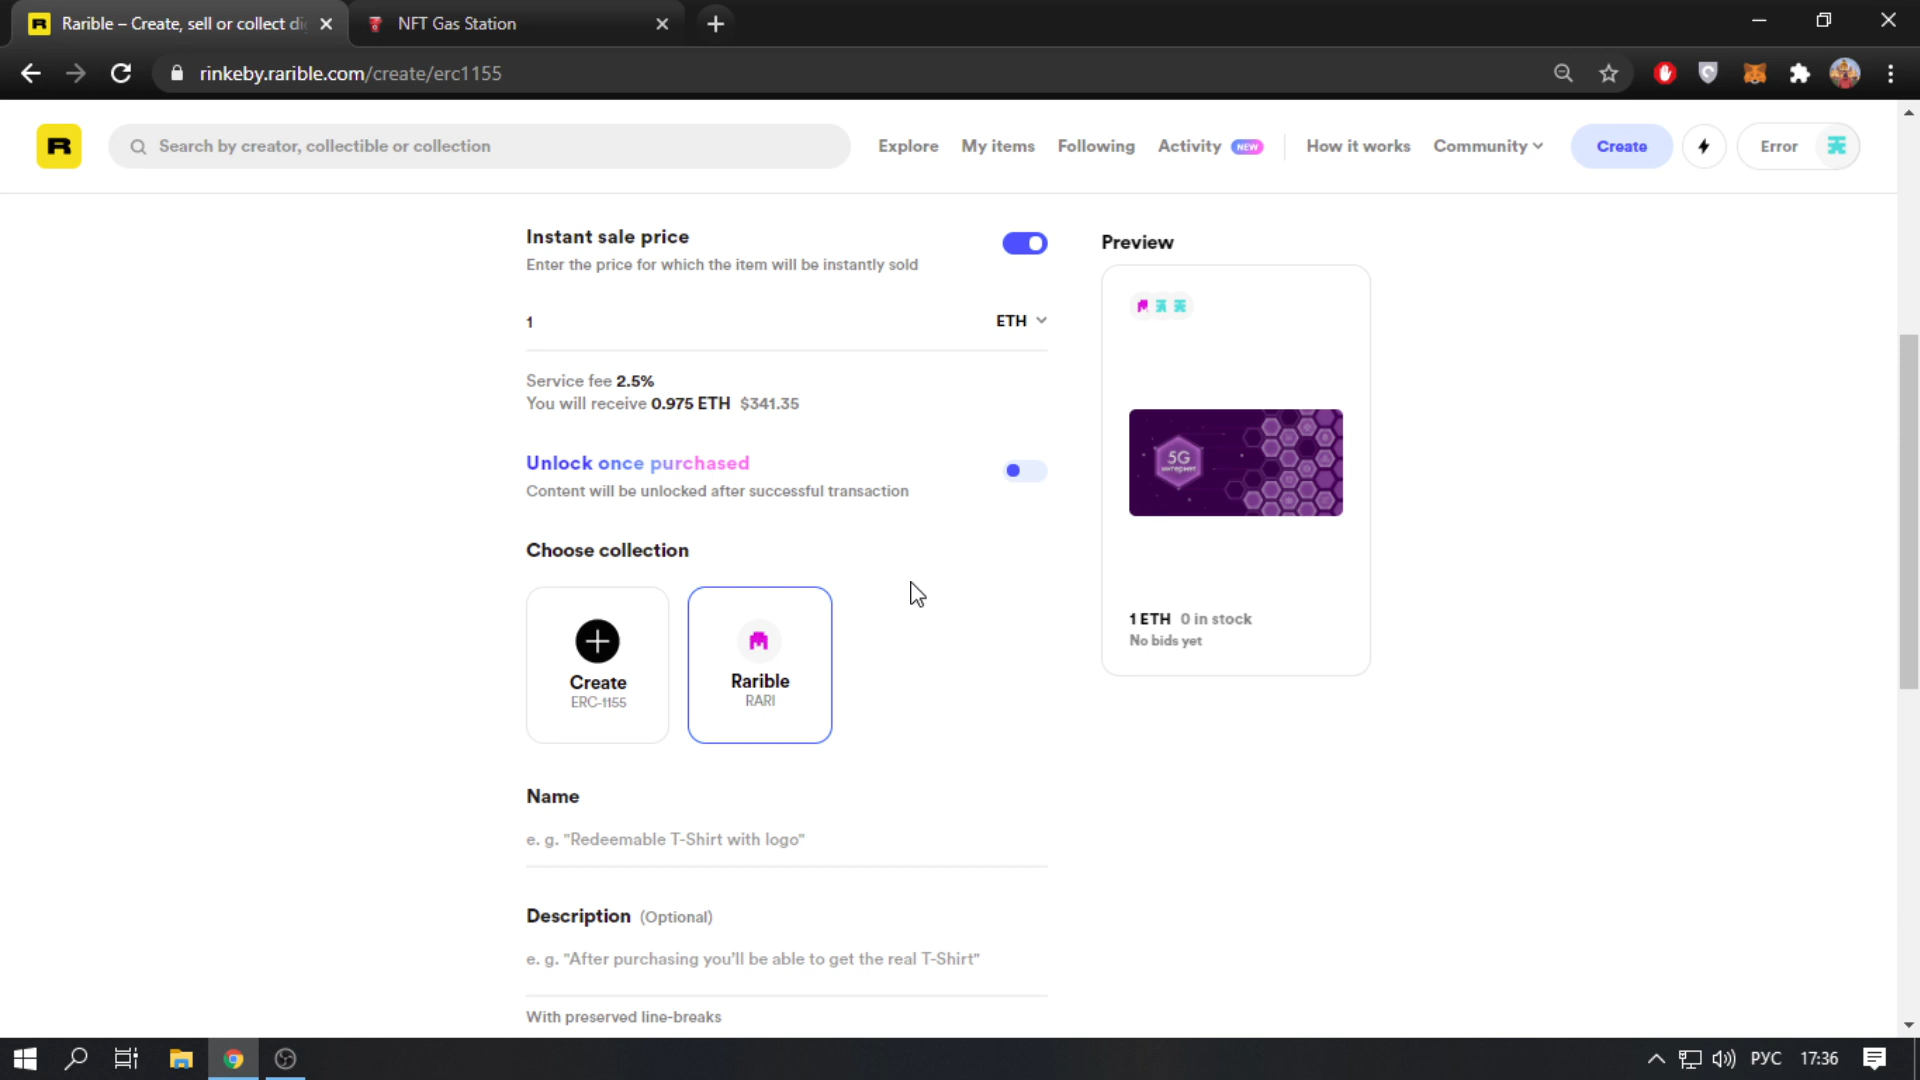 Rarible – Create, sell or collect di
NFT Gas Station
rinkeby.rarible.com/create/erc1155
R
Search by creator, collectible or collection
Explore
My items
Following
Activity
NEW
How it works
Community
Create
Error
Instant sale price
Enter the price for which the item will be instantly sold
1
ETH
Service fee 2.5%
You will receive 0.975 ETH $341.35
Unlock once purchased
Content will be unlocked after successful transaction
Choose collection
Create
ERC-1155
Rarible
RARI
Name
e. g. "Redeemable T-Shirt with logo"
Description (Optional)
e. g. "After purchasing you'll be able to get the real T-Shirt"
With preserved line-breaks
Preview
5G
интернет
1 ETH 0 in stock
No bids yet
РУС
17:36